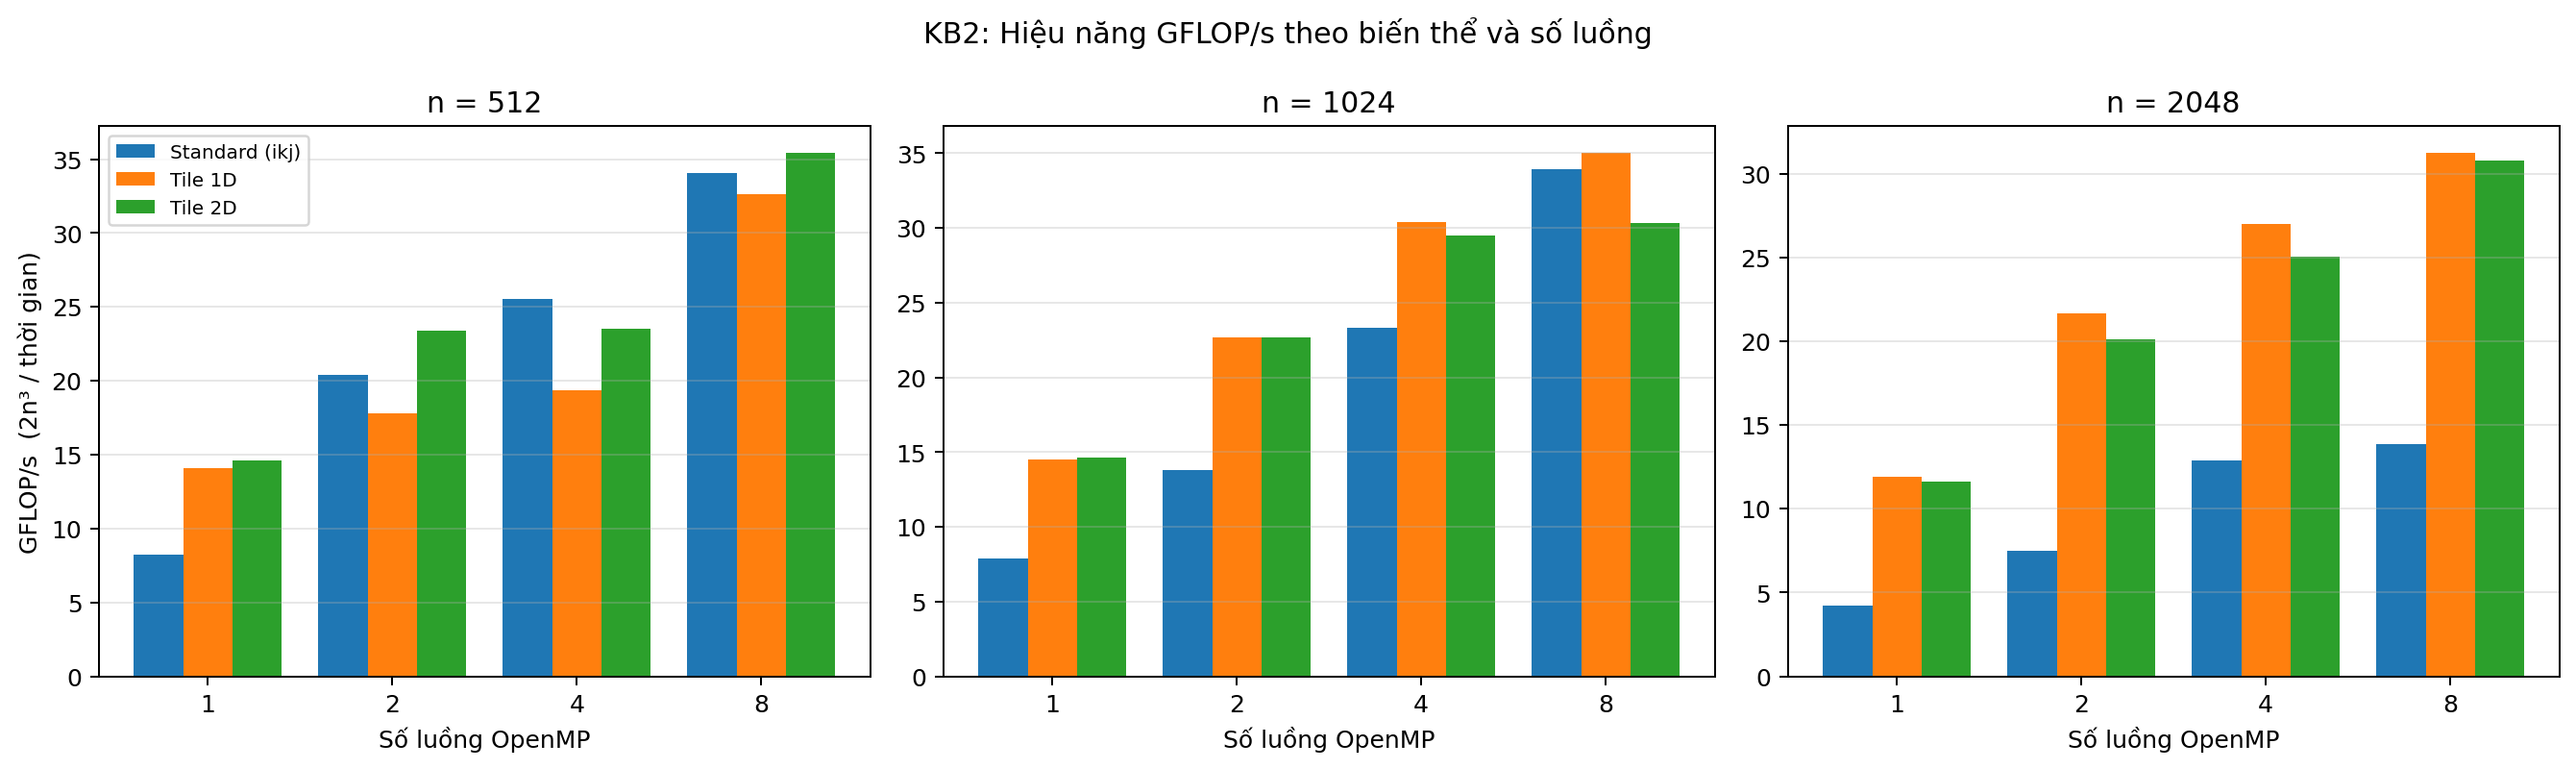 KB2: Hiệu năng GFLOP/s theo biến thể và số luồng
n = 512
n = 1024
n = 2048
Standard (ikj)
Tile 1D
Tile 2D
GFLOP/s (2n³ / thời gian)
35
30
25
20
15
10
5
0
1 2 4 8
Số luồng OpenMP
35
30
25
20
15
10
5
0
1 2 4 8
Số luồng OpenMP
30
25
20
15
10
5
0
1 2 4 8
Số luồng OpenMP